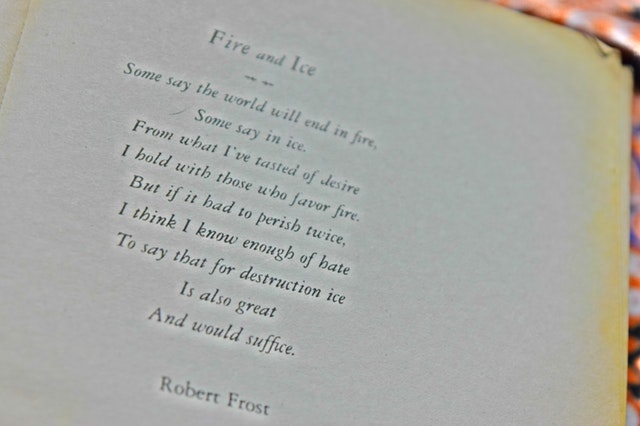 Fire and Ice
Some say the world will end in fire,
Some say in ice.
From what I've tasted of desire
I hold with those who favor fire.
But if it had to perish twice,
I think I know enough of hate
To say that for destruction ice
Is also great
And would suffice.
Robert Frost